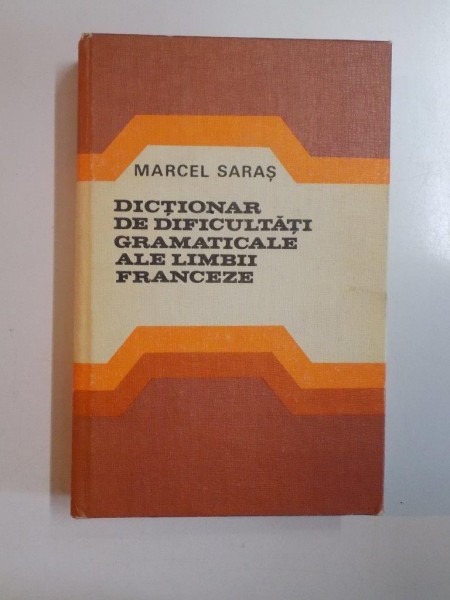 MARCEL SARAȘ
DICȚIONAR
DE DIFICULTĂȚI
GRAMATICALE
ALE LIMBII
FRANCEZE